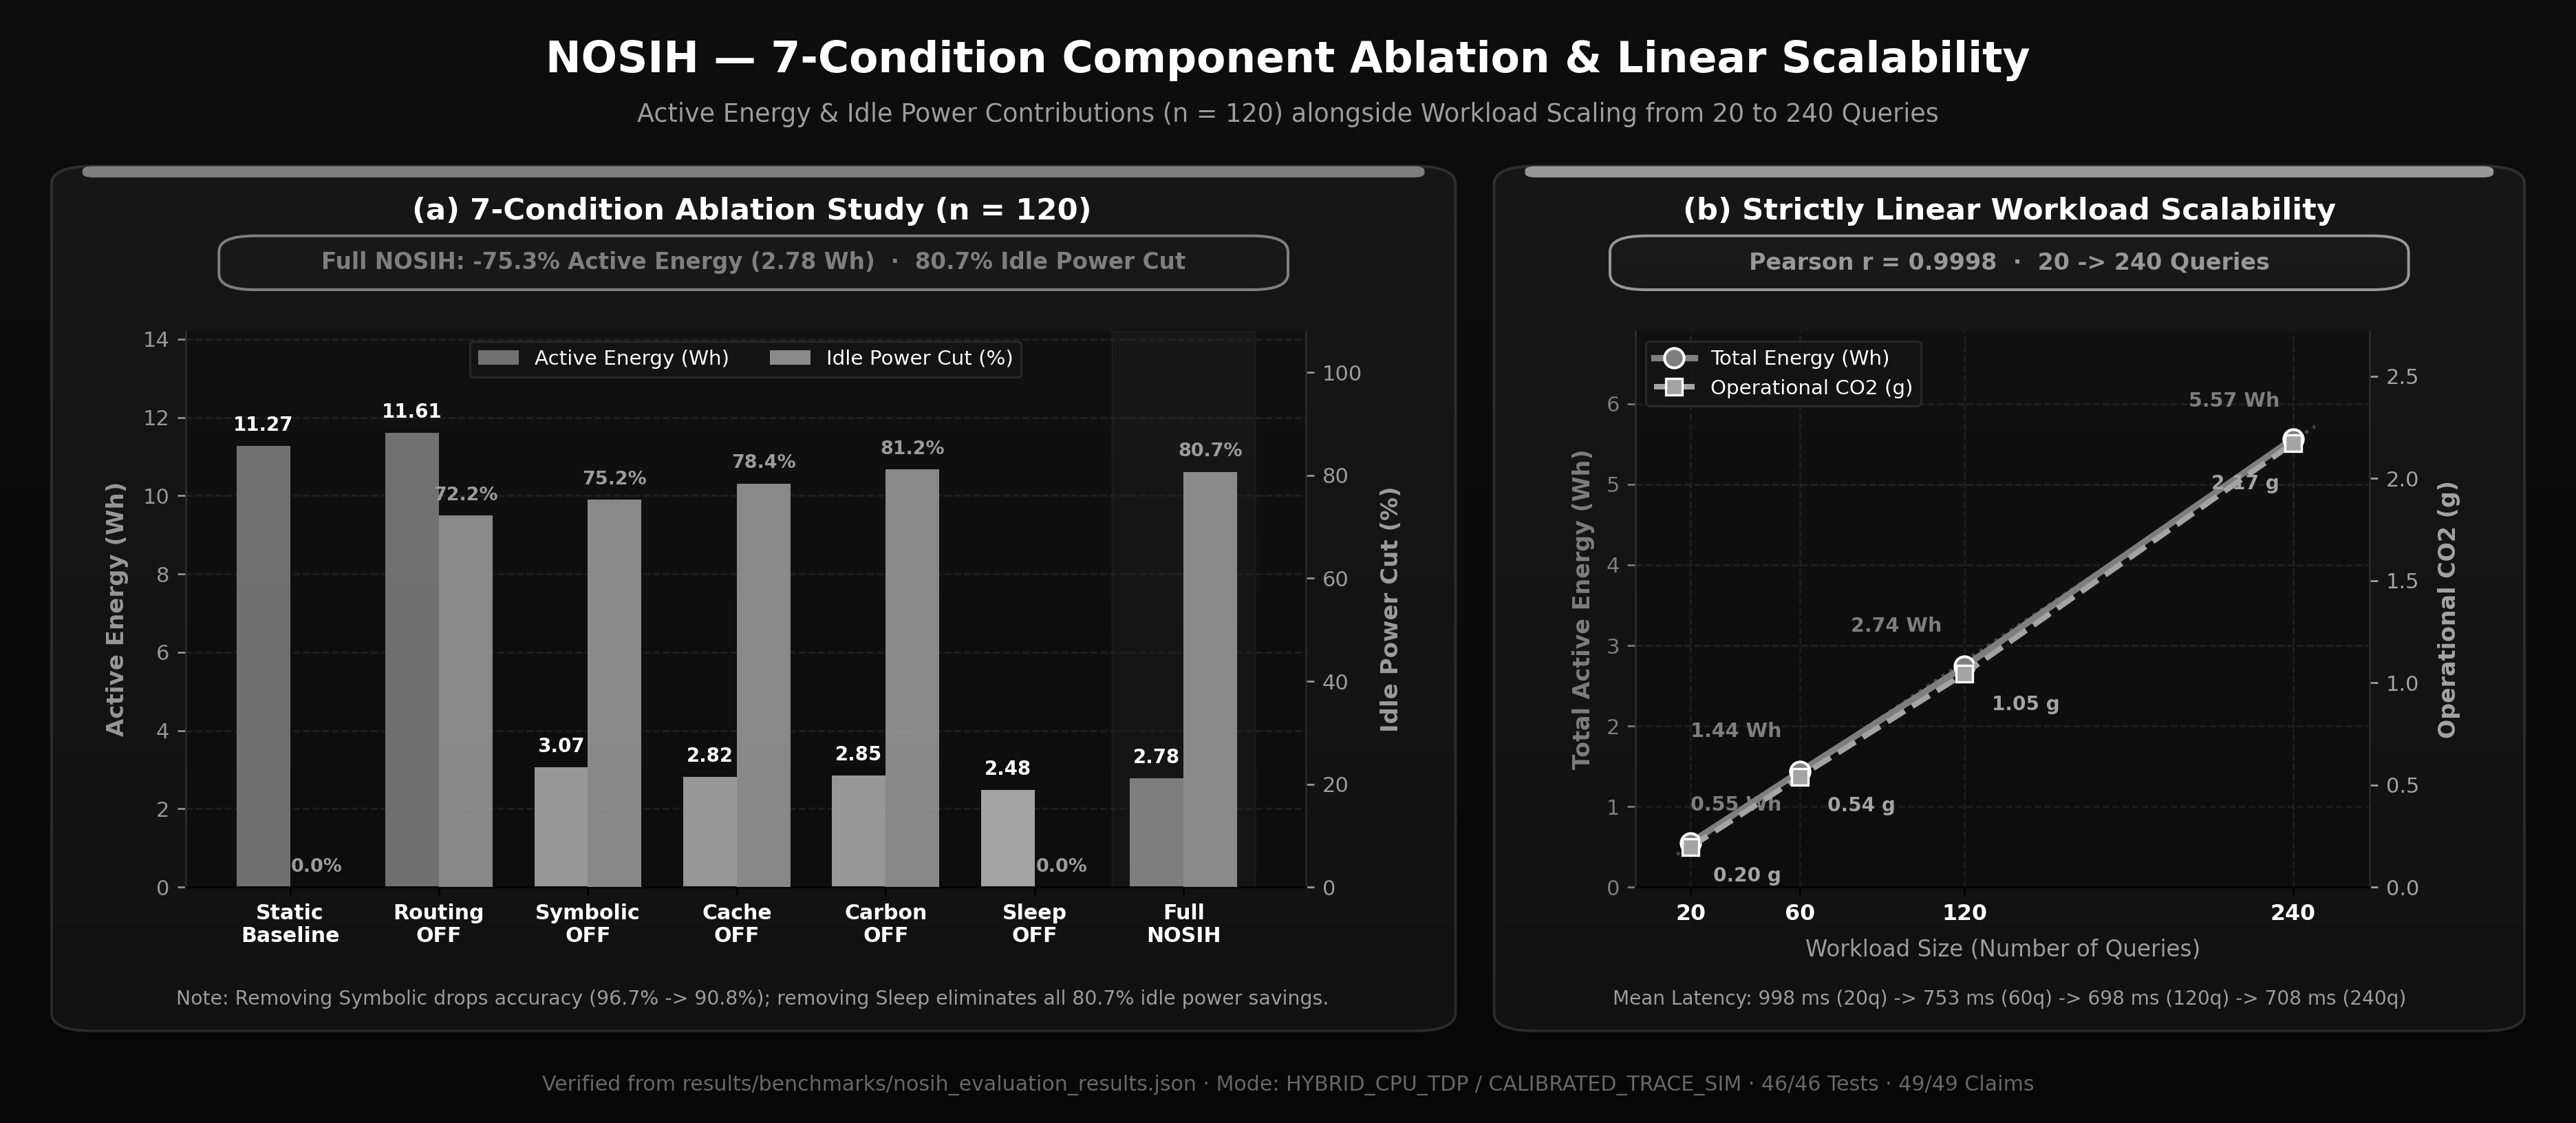 NOSIH — 7-Condition Component Ablation & Linear Scalability
Active Energy & Idle Power Contributions (n = 120) alongside Workload Scaling from 20 to 240 Queries
(a) 7-Condition Ablation Study (n = 120)
Full NOSIH: -75.3% Active Energy (2.78 Wh) · 80.7% Idle Power Cut
Active Energy (Wh)
Idle Power Cut (%)
14
12
10
8
6
4
2
0
Active Energy (Wh)
100
80
60
40
20
0
Idle Power Cut (%)
11.27
0.0%
11.61
72.2%
3.07
75.2%
2.82
78.4%
2.85
81.2%
2.48
0.0%
2.78
80.7%
Static
Baseline
Routing
OFF
Symbolic
OFF
Cache
OFF
Carbon
OFF
Sleep
OFF
Full
NOSIH
Note: Removing Symbolic drops accuracy (96.7% -> 90.8%); removing Sleep eliminates all 80.7% idle power savings.
(b) Strictly Linear Workload Scalability
Pearson r = 0.9998 · 20 -> 240 Queries
Total Energy (Wh)
Operational CO2 (g)
6
5
4
3
2
1
0
Total Active Energy (Wh)
2.5
2.0
1.5
1.0
0.5
0.0
Operational CO2 (g)
5.57 Wh
2.17 g
2.74 Wh
1.05 g
1.44 Wh
0.54 g
0.55 Wh
0.20 g
20
60
120
240
Workload Size (Number of Queries)
Mean Latency: 998 ms (20q) -> 753 ms (60q) -> 698 ms (120q) -> 708 ms (240q)
Verified from results/benchmarks/nosih_evaluation_results.json · Mode: HYBRID_CPU_TDP / CALIBRATED_TRACE_SIM · 46/46 Tests · 49/49 Claims